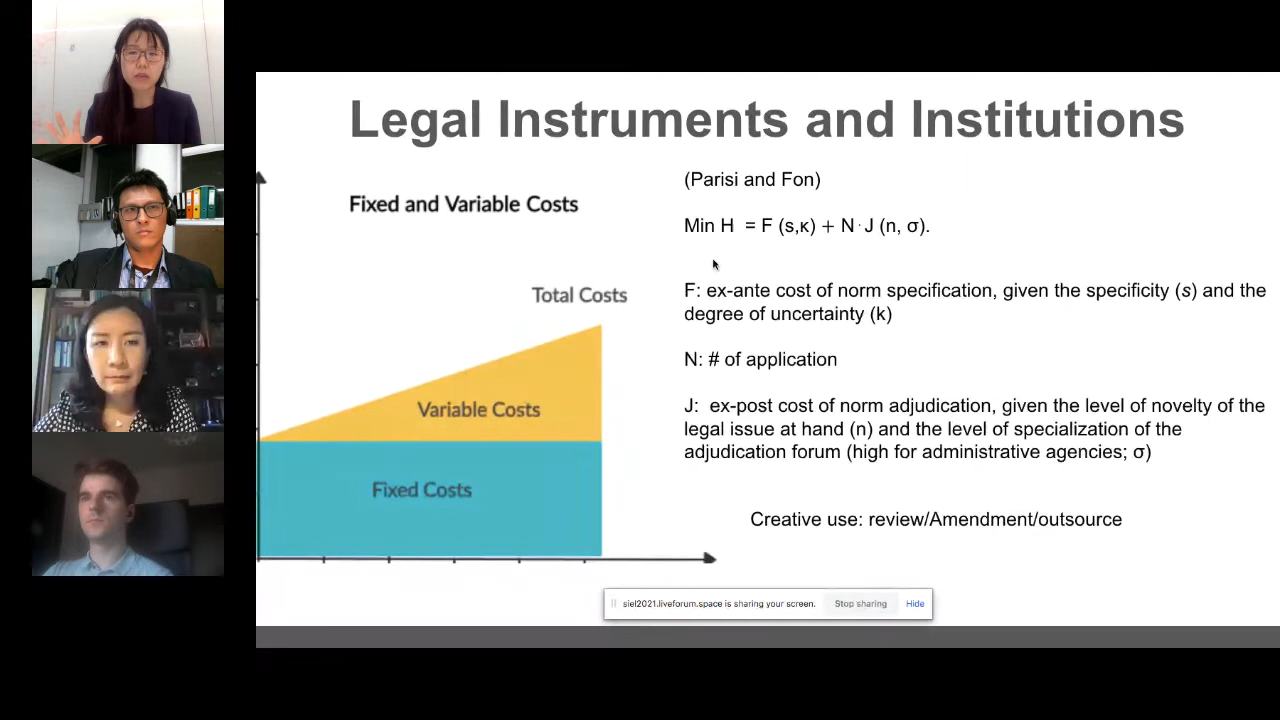 Legal Instruments and Institutions
Fixed and Variable Costs
Total Costs
Variable Costs
Fixed Costs
(Parisi and Fon)
Min H = F (s,κ) + N · J (n, σ).
F: ex-ante cost of norm specification, given the specificity (s) and the
degree of uncertainty (k)
N: # of application
J: ex-post cost of norm adjudication, given the level of novelty of the
legal issue at hand (n) and the level of specialization of the
adjudication forum (high for administrative agencies; σ)
Creative use: review/Amendment/outsource
siel2021.liveforum.space is sharing your screen. Stop sharing Hide